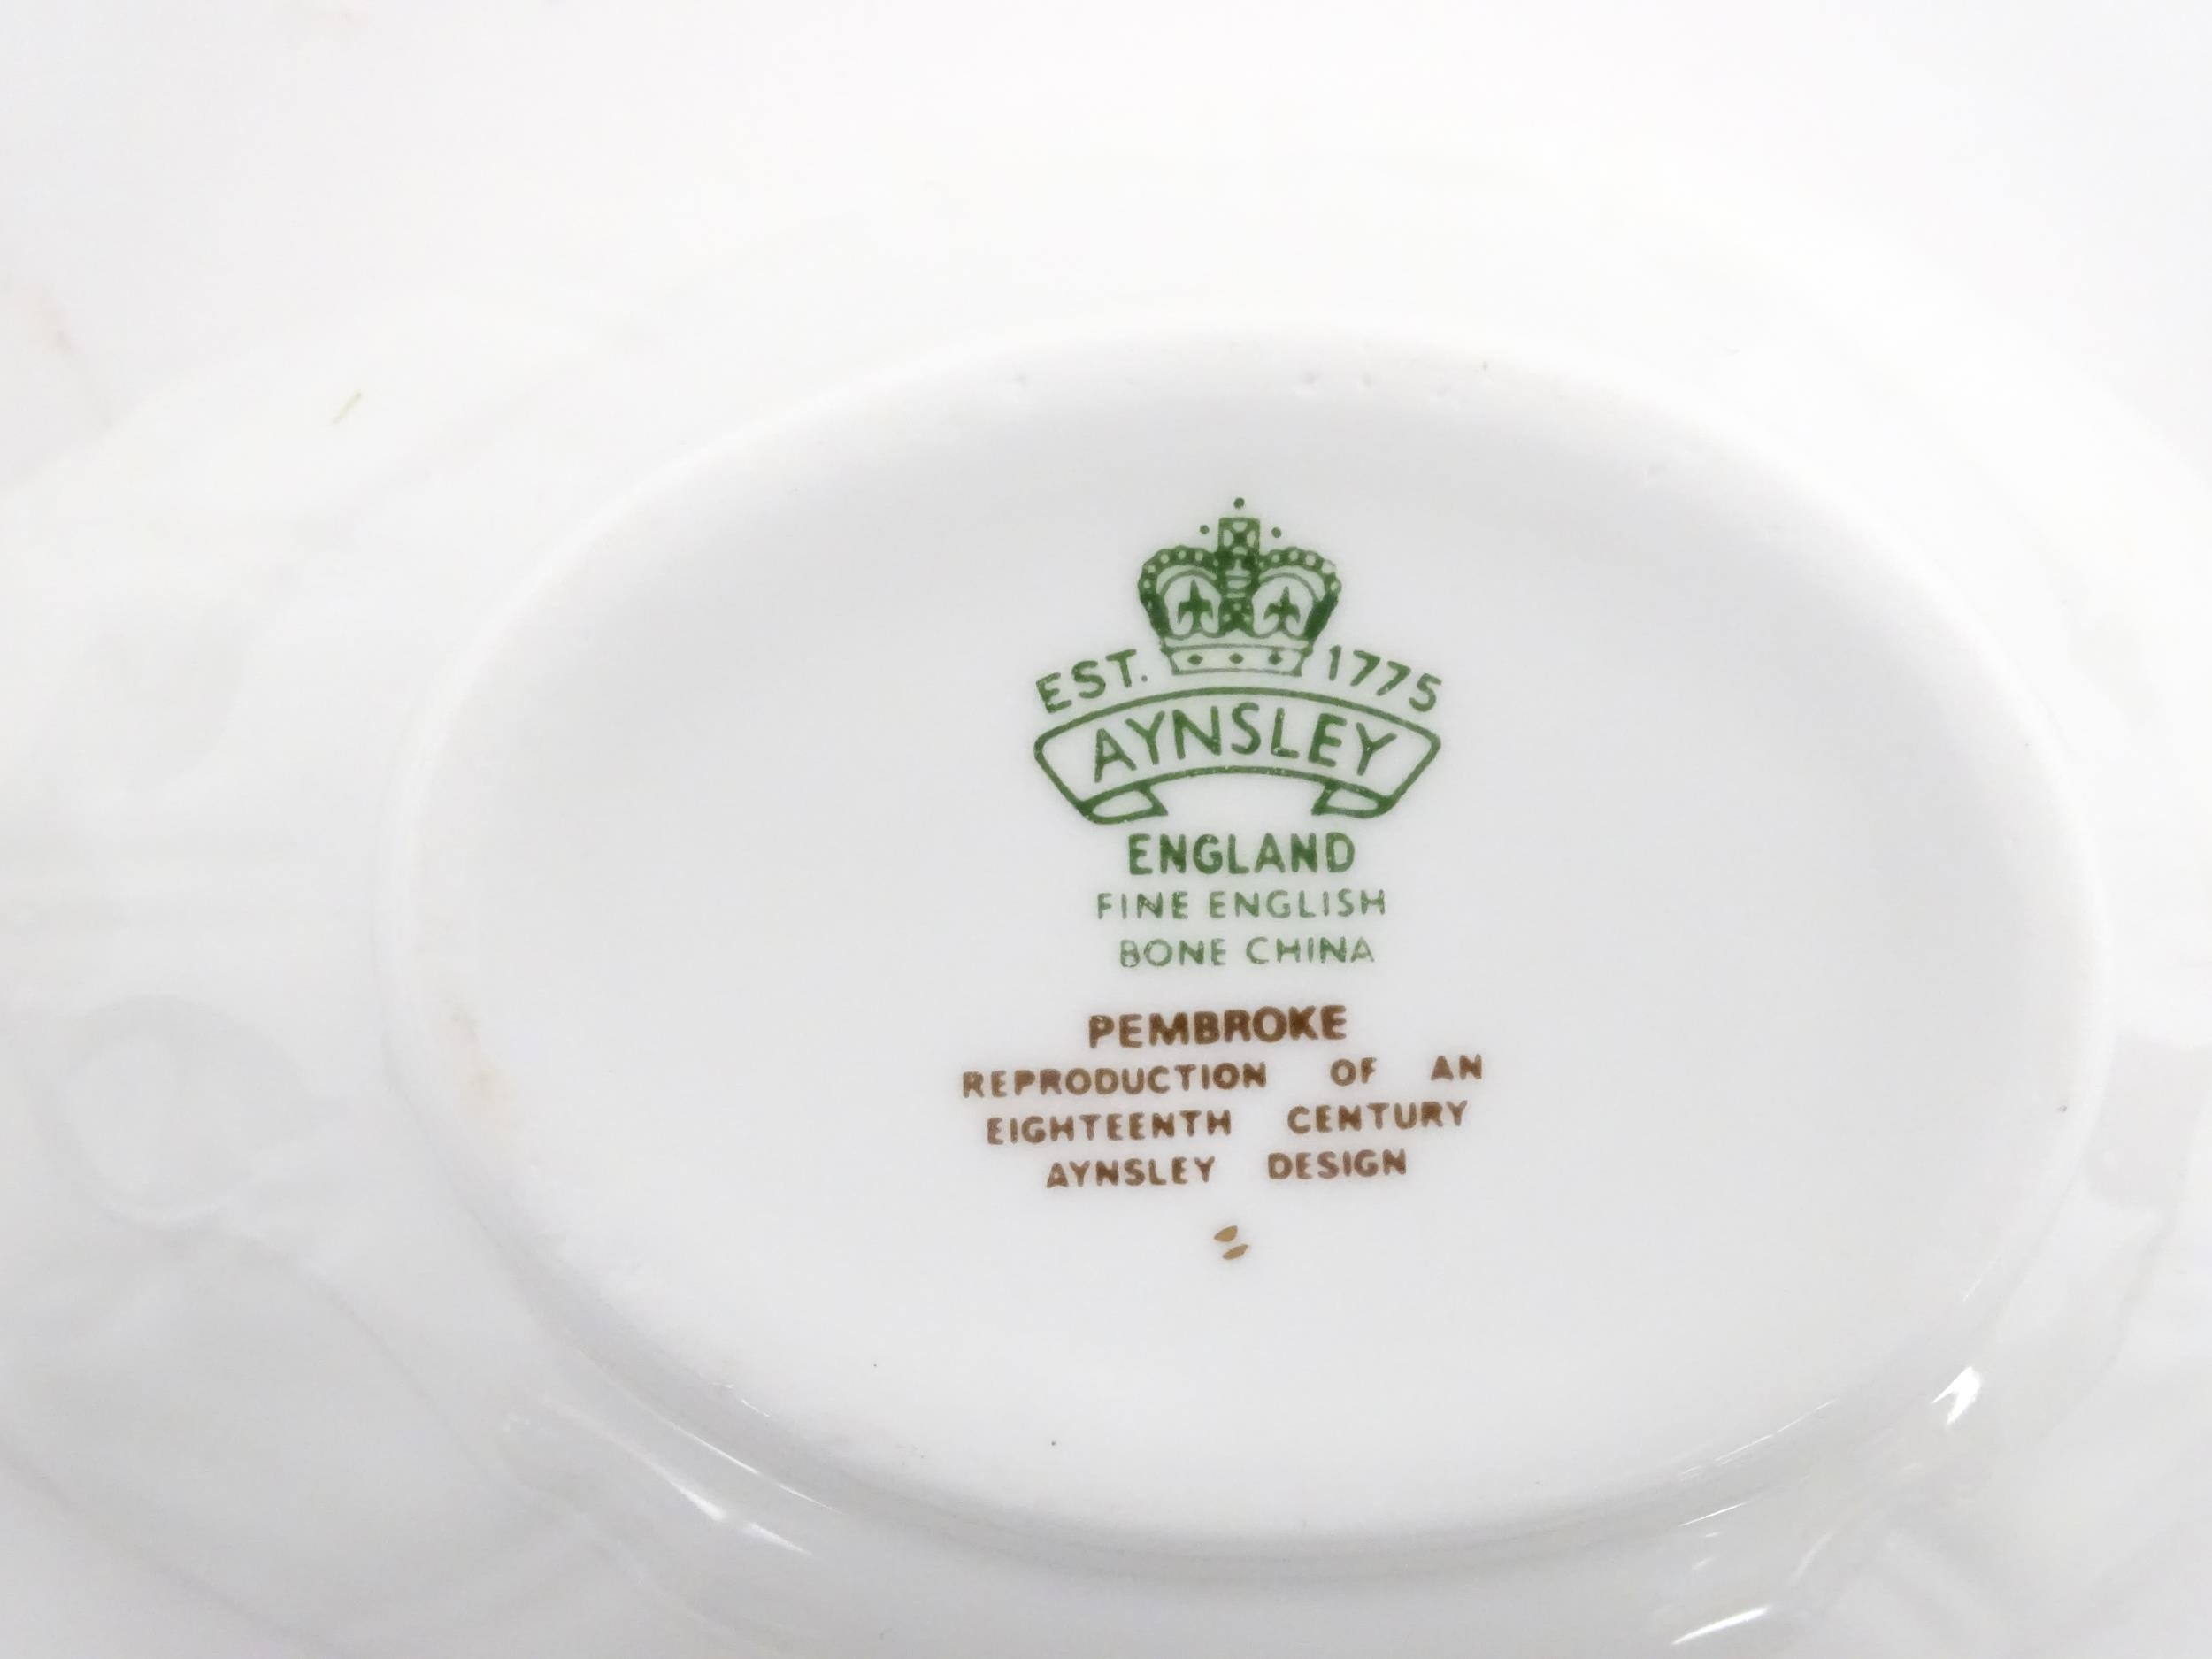 EST. 1775
AYNSLEY
ENGLAND
FINE ENGLISH
BONE CHINA
PEMBROKE
REPRODUCTION OF AN
EIGHTEENTH CENTURY
AYNSLEY DESIGN